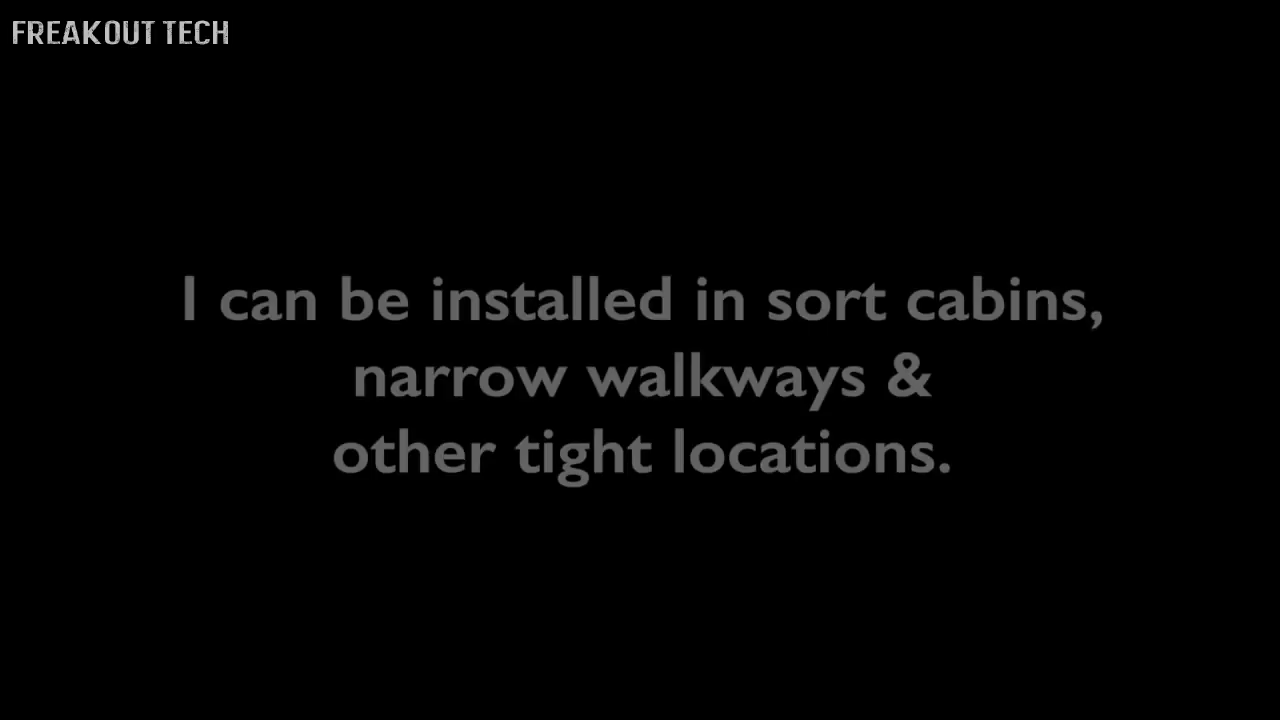 FREAKOUT TECH
I can be installed in sort cabins,
narrow walkways &
other tight locations.